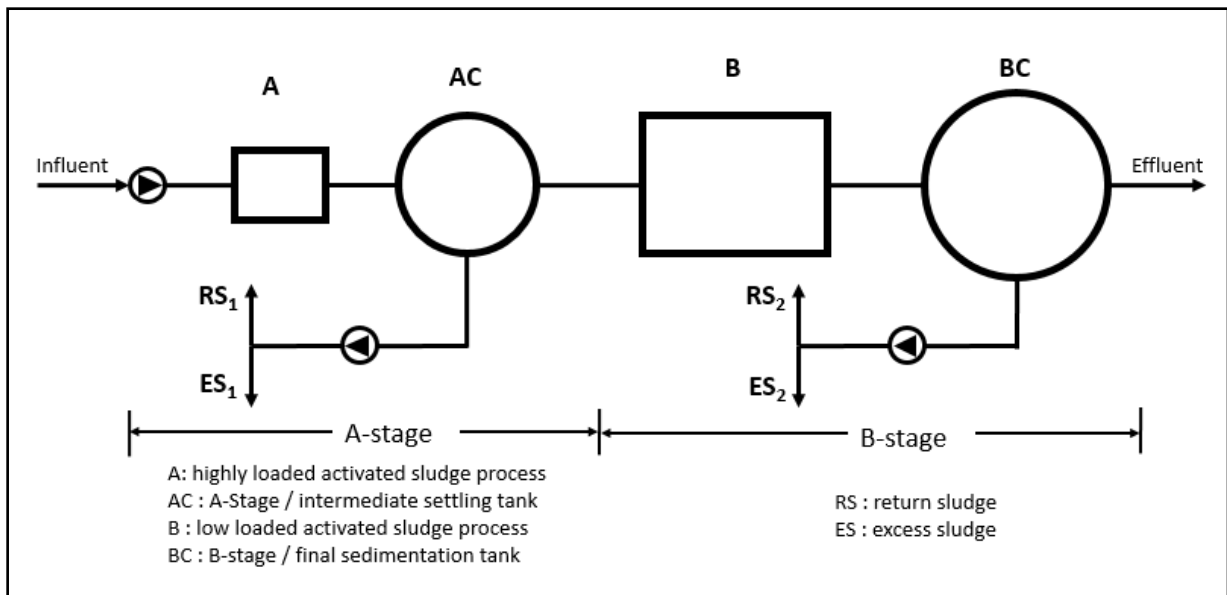 A
AC
B
BC
Influent
Effluent
RS₁
RS₂
ES₁
ES₂
A-stage
B-stage
A: highly loaded activated sludge process
AC : A-Stage / intermediate settling tank
B : low loaded activated sludge process
BC : B-stage / final sedimentation tank
RS : return sludge
ES : excess sludge